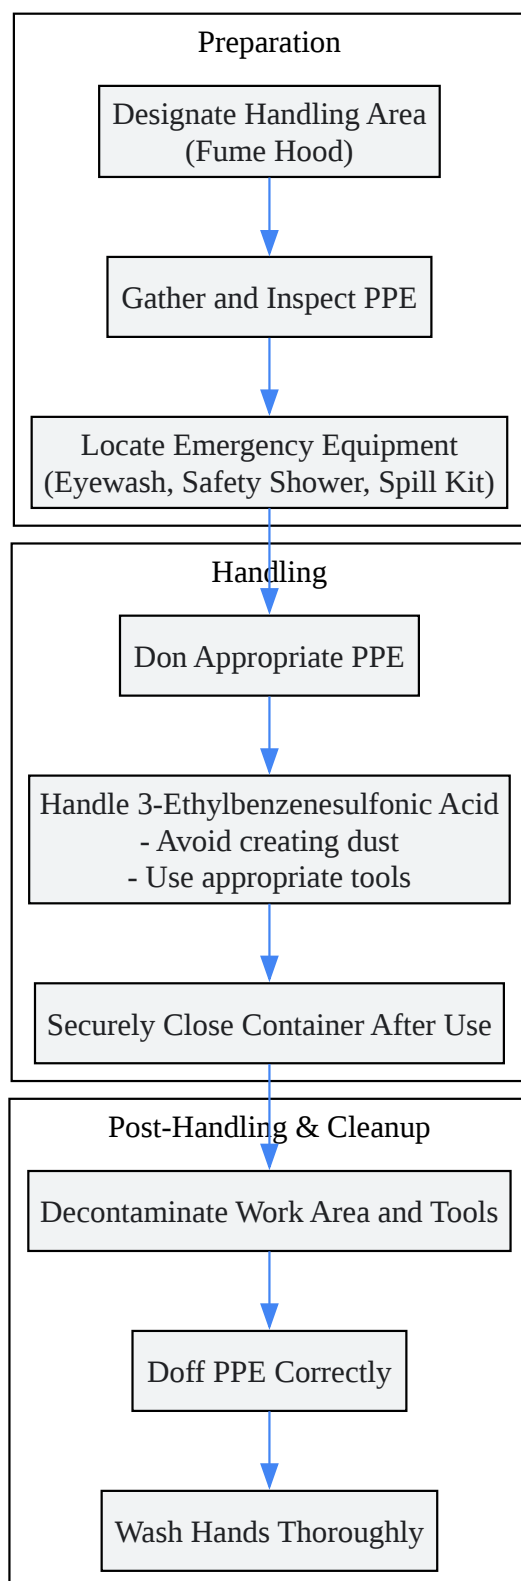 Preparation
Designate Handling Area
(Fume Hood)
Gather and Inspect PPE
Locate Emergency Equipment
(Eyewash, Safety Shower, Spill Kit)
Handling
Don Appropriate PPE
Handle 3-Ethylbenzenesulfonic Acid
- Avoid creating dust
- Use appropriate tools
Securely Close Container After Use
Post-Handling & Cleanup
Decontaminate Work Area and Tools
Doff PPE Correctly
Wash Hands Thoroughly